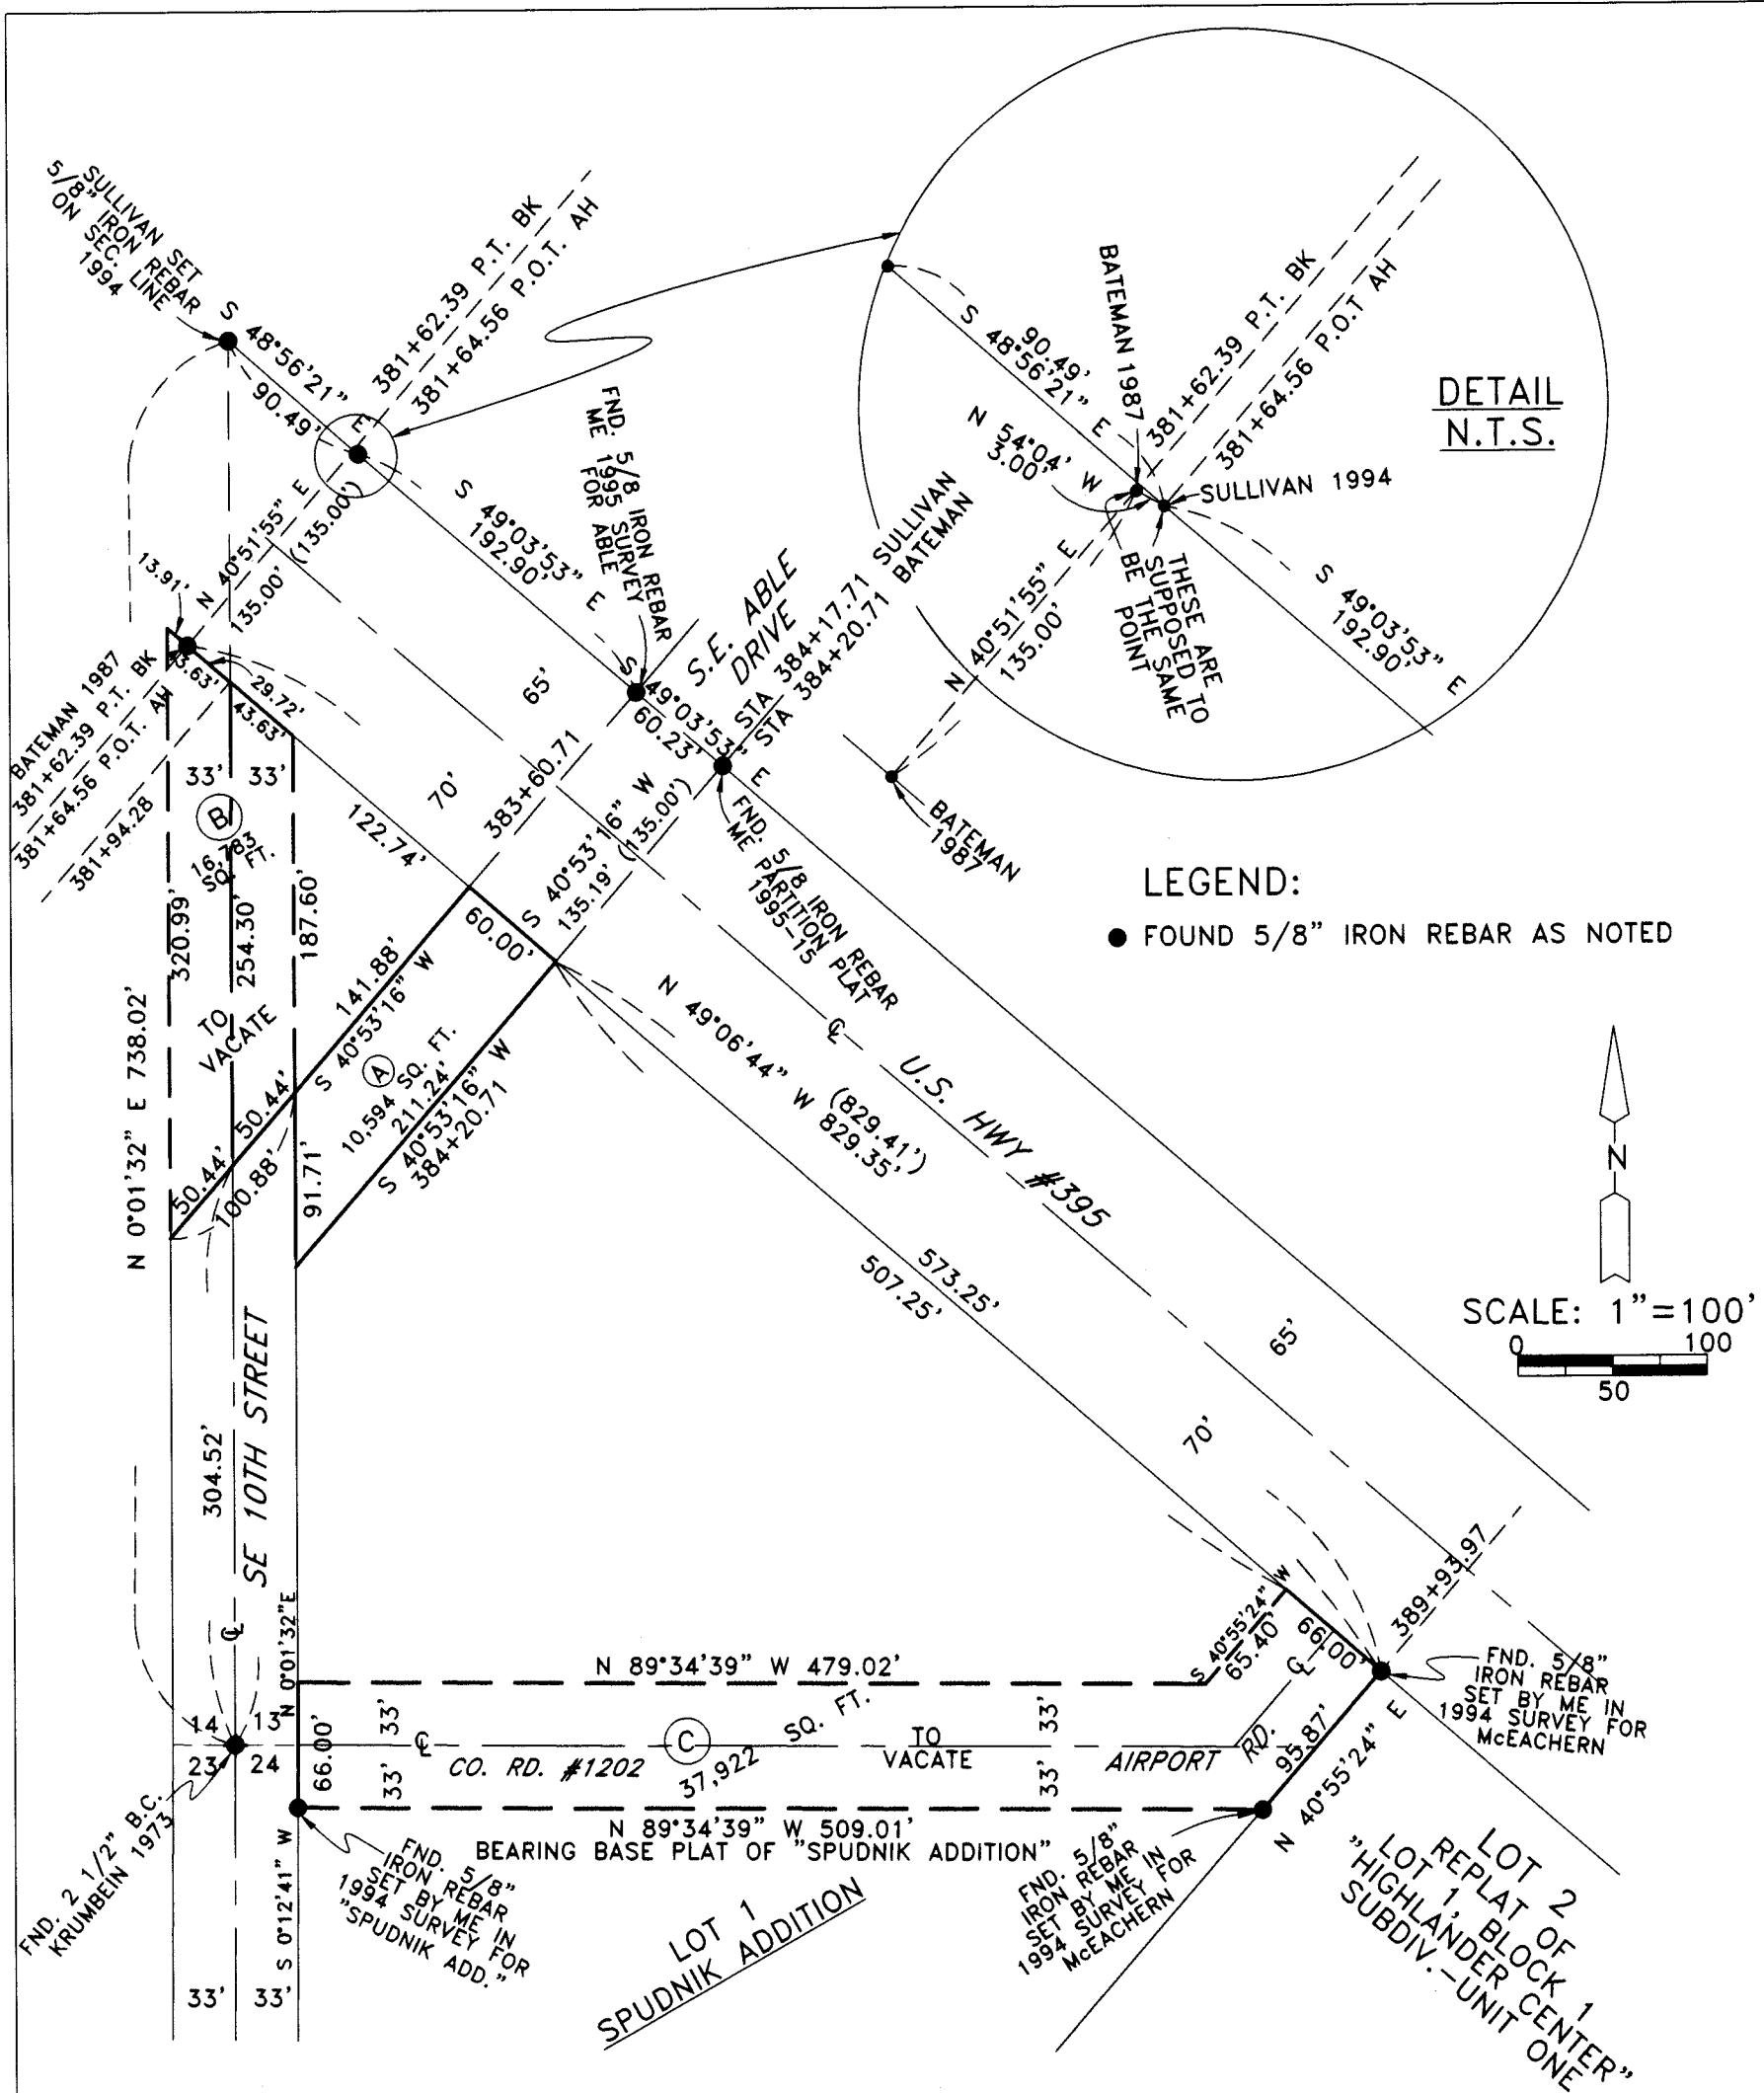 SULLIVAN SET
5/8" IRON REBAR
ON SEC. LINE
1994
S 48°56'21" E
90.49'
381+62.39 P.T. BK
381+64.56 P.O.T. AH
N 40°51'55" E
135.00' (135.00')
13.91'
S 49°03'53" E
192.90'
FND. 5/8 IRON REBAR
ME 1995 SURVEY
FOR ABLE
S.E. ABLE
DRIVE
STA 384+17.71 SULLIVAN
STA 384+20.71 BATEMAN
S 49°03'53" E
60.23'
BATEMAN 1987
381+62.39 P.T. BK
381+64.56 P.O.T. AH
381+94.28
43.63'
29.72'
43.63'
33'
33'
B
16,783
SQ. FT.
65'
70'
122.74'
383+60.71
60.00'
S 40°53'16" W
135.19' (135.00')
FND. 5/8 IRON REBAR
ME PARTITION PLAT
1995-15
320.99'
254.30'
187.60'
TO
VACATE
N 0°01'32" E 738.02'
141.88'
S 40°53'16" W
A
10,594 SQ. FT.
211.24'
S 40°53'16" W
384+20.71
50.44'
50.44'
100.88'
91.71'
N 49°06'44" W
(829.41')
829.35'
℄
U.S. HWY #395
573.25'
507.25'
65'
70'
DETAIL
N.T.S.
S 48°56'21" E
90.49'
BATEMAN 1987
381+62.39 P.T. BK
381+64.56 P.O.T AH
N 54°04' W
3.00'
SULLIVAN 1994
THESE ARE
SUPPOSED TO
BE THE SAME
POINT
N 40°51'55" E
135.00'
S 49°03'53" E
192.90'
BATEMAN
1987
LEGEND:
FOUND 5/8" IRON REBAR AS NOTED
N
SCALE: 1"=100'
0 100
50
304.52'
SE 10TH STREET
℄
N 0°01'32"E
14 13
23 24
66.00'
N 89°34'39" W 479.02'
33'
33'
℄
CO. RD. #1202
C
37,922 SQ. FT.
TO
VACATE
33'
33'
AIRPORT RD.
℄
S 40°55'24" W
65.40'
66.00'
389+93.97
95.87'
N 40°55'24" E
FND. 5/8"
IRON REBAR
SET BY ME IN
1994 SURVEY FOR
McEACHERN
N 89°34'39" W 509.01'
BEARING BASE PLAT OF "SPUDNIK ADDITION"
FND. 2 1/2" B.C.
KRUMBEIN 1973
S 0°12'41" W
33'
33'
FND. 5/8"
IRON REBAR
SET BY ME IN
1994 SURVEY FOR
"SPUDNIK ADD."
LOT 1
SPUDNIK ADDITION
FND. 5/8"
IRON REBAR
SET BY ME IN
1994 SURVEY FOR
McEACHERN
LOT 2
REPLAT OF
LOT 1, BLOCK 1
"HIGHLANDER CENTER"
SUBDIV.-UNIT ONE